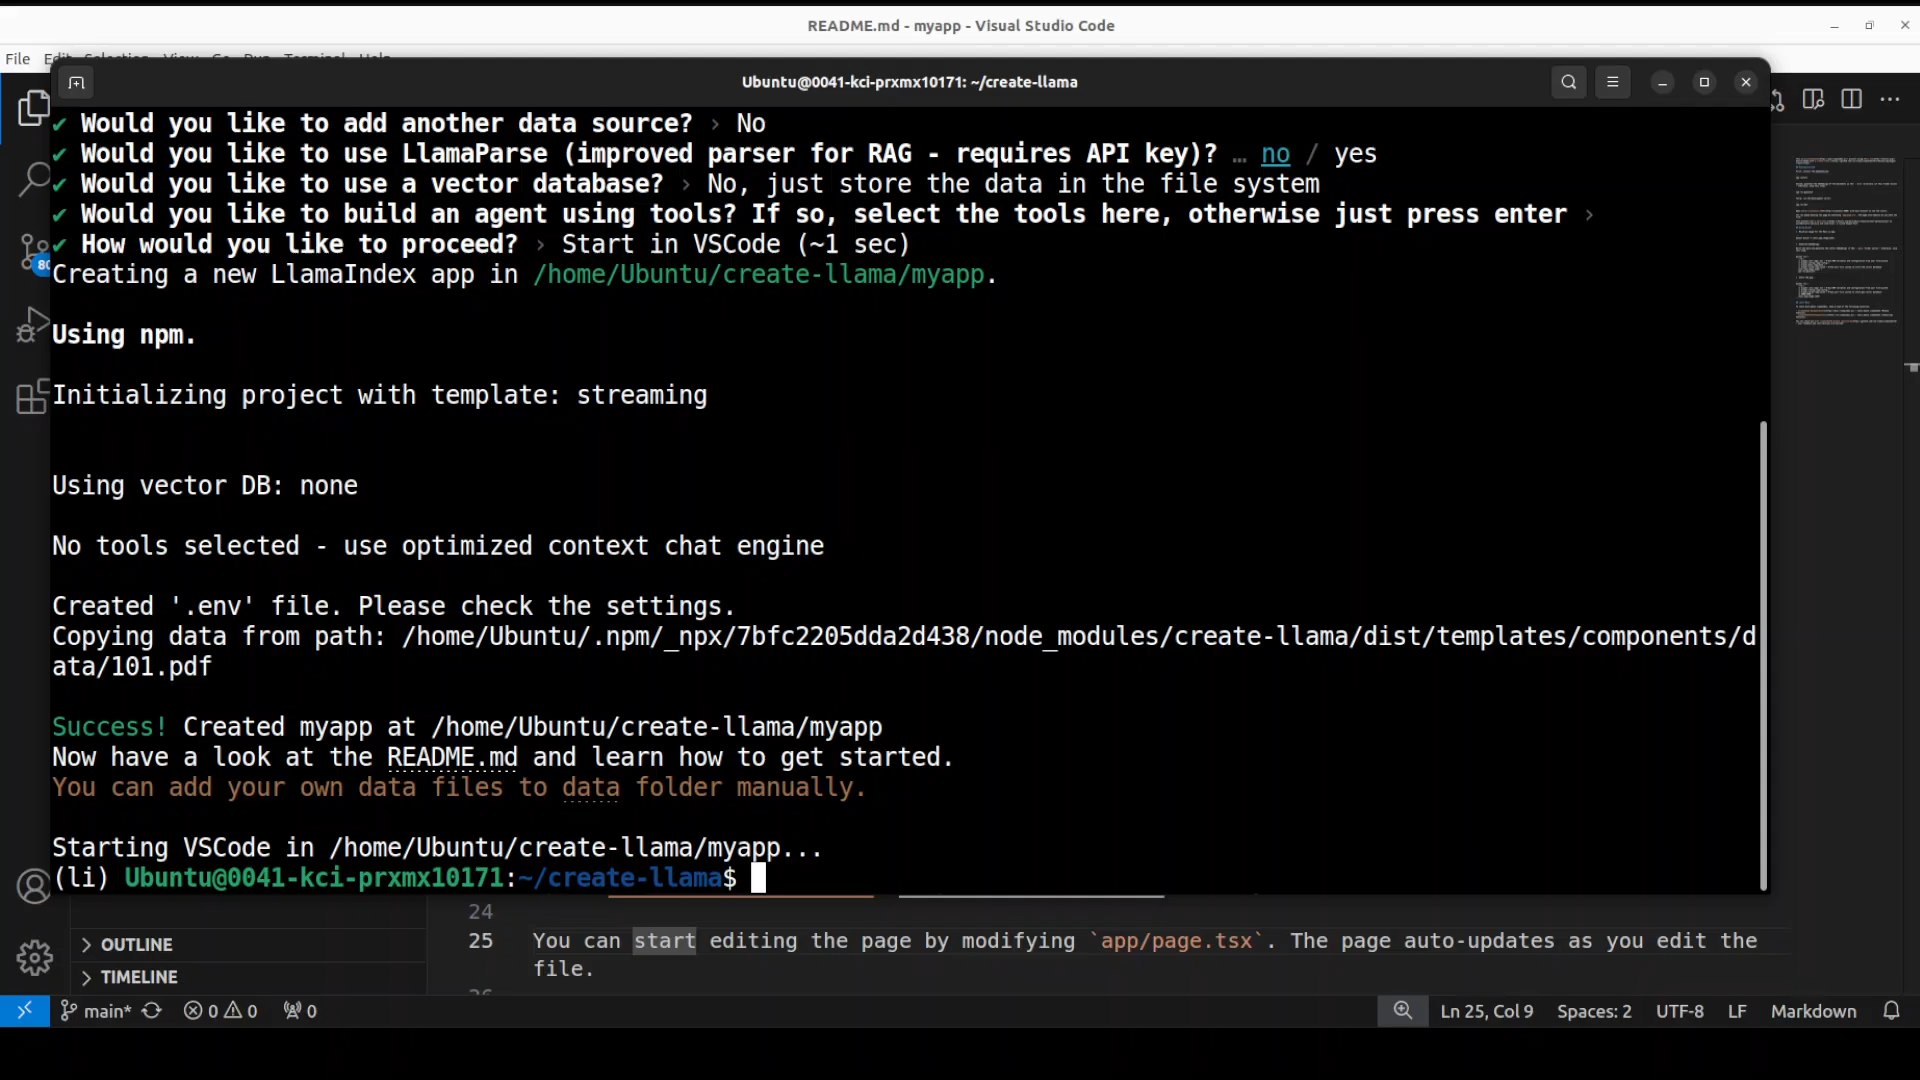 README.md - myapp - Visual Studio Code
File
Ubuntu@0041-kci-prxmx10171: ~/create-llama
✔ Would you like to add another data source? › No
✔ Would you like to use LlamaParse (improved parser for RAG - requires API key)? … no / yes
✔ Would you like to use a vector database? › No, just store the data in the file system
✔ Would you like to build an agent using tools? If so, select the tools here, otherwise just press enter ›
✔ How would you like to proceed? › Start in VSCode (~1 sec)
Creating a new LlamaIndex app in /home/Ubuntu/create-llama/myapp.
Using npm.
Initializing project with template: streaming
Using vector DB: none
No tools selected - use optimized context chat engine
Created '.env' file. Please check the settings.
Copying data from path: /home/Ubuntu/.npm/_npx/7bfc2205dda2d438/node_modules/create-llama/dist/templates/components/d
ata/101.pdf
Success! Created myapp at /home/Ubuntu/create-llama/myapp
Now have a look at the README.md and learn how to get started.
You can add your own data files to data folder manually.
Starting VSCode in /home/Ubuntu/create-llama/myapp...
(li) Ubuntu@0041-kci-prxmx10171:~/create-llama$
24
OUTLINE
25 You can start editing the page by modifying `app/page.tsx`. The page auto-updates as you edit the
file.
TIMELINE
main* 0 0 0 Ln 25, Col 9 Spaces: 2 UTF-8 LF Markdown